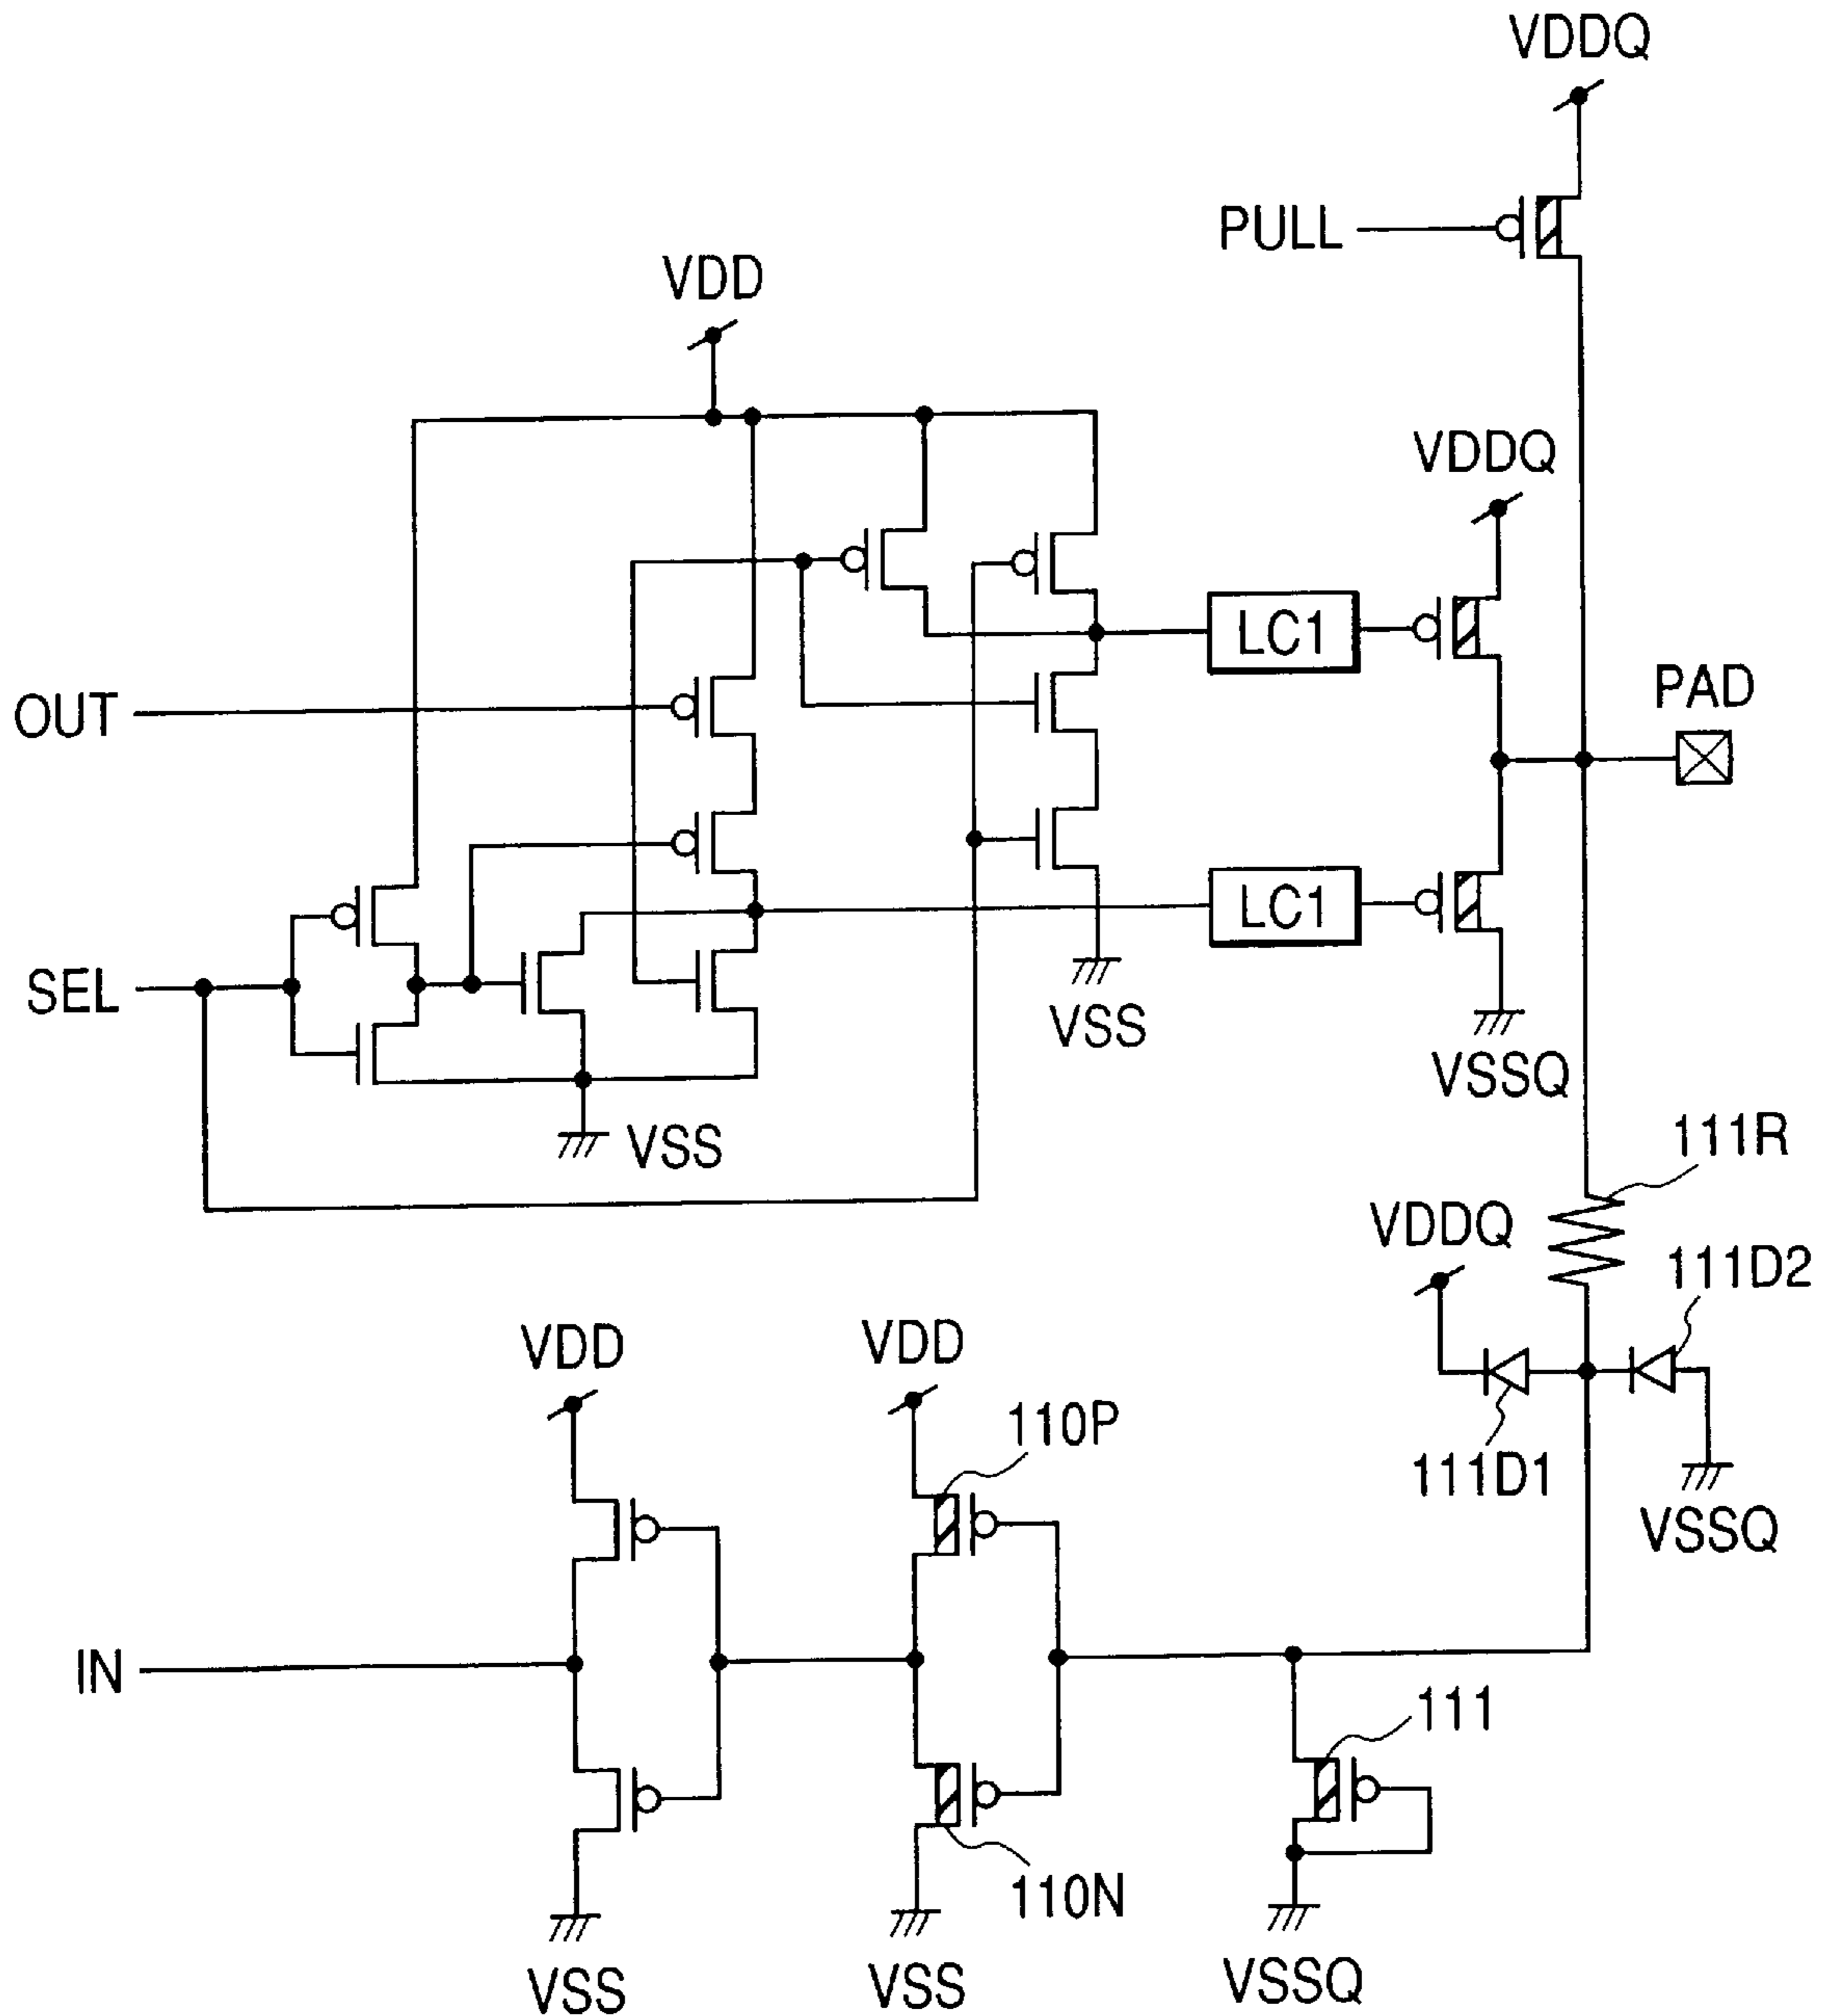 VDDQ
PULL
VDD
VDDQ
LC1
PAD
OUT
LC1
SEL
VSS
VSSQ
VSS
111R
VDDQ
111D2
VDD
VDD
110P
111D1
VSSQ
IN
111
110N
VSS
VSS
VSSQ